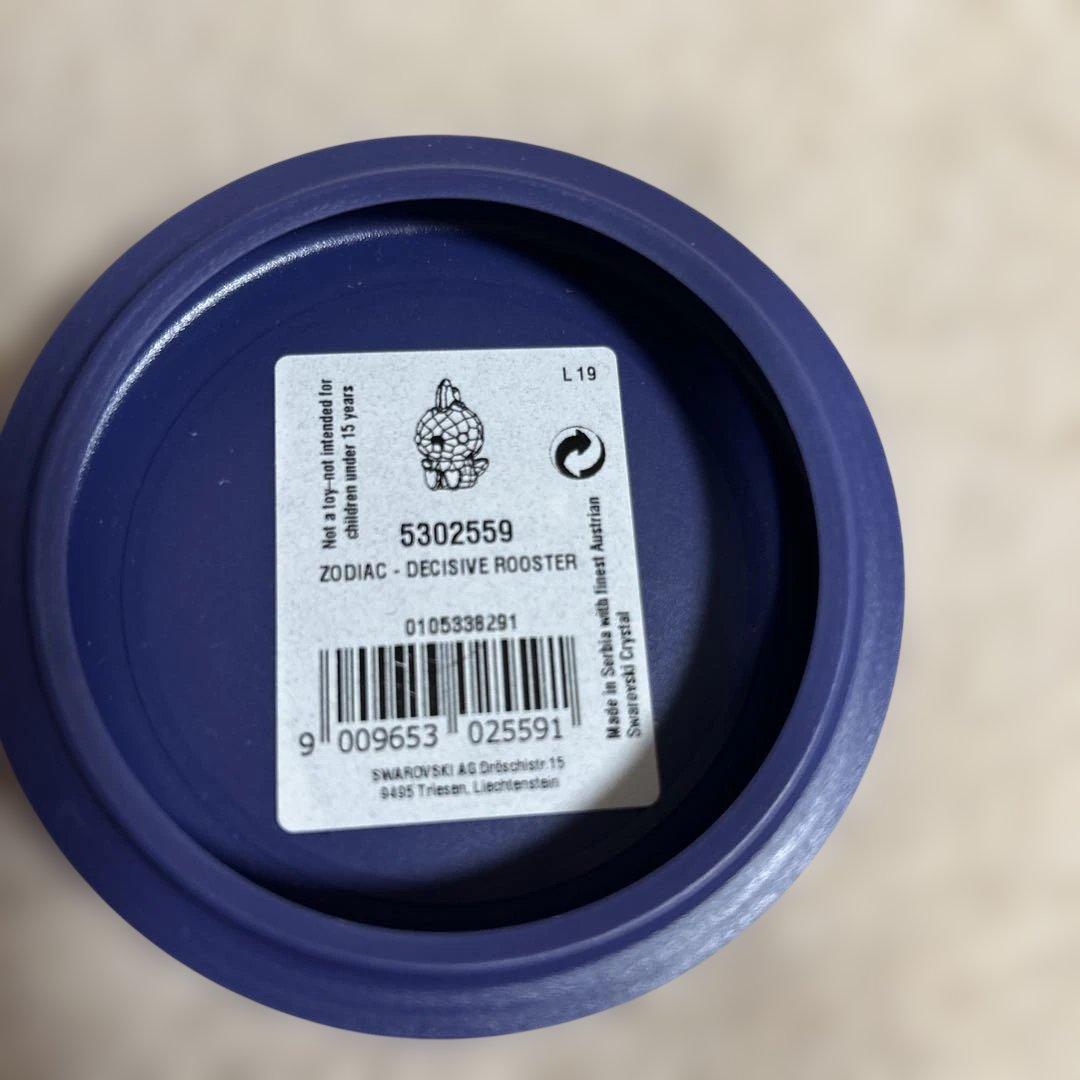 L 19
Not a toy-not intended for
children under 15 years
5302559
ZODIAC - DECISIVE ROOSTER
0105338291
9 009653 025591
SWAROVSKI AG Dröschistr.15
9495 Triesen, Liechtenstein
Made in Serbia with finest Austrian
Swarovski Crystal